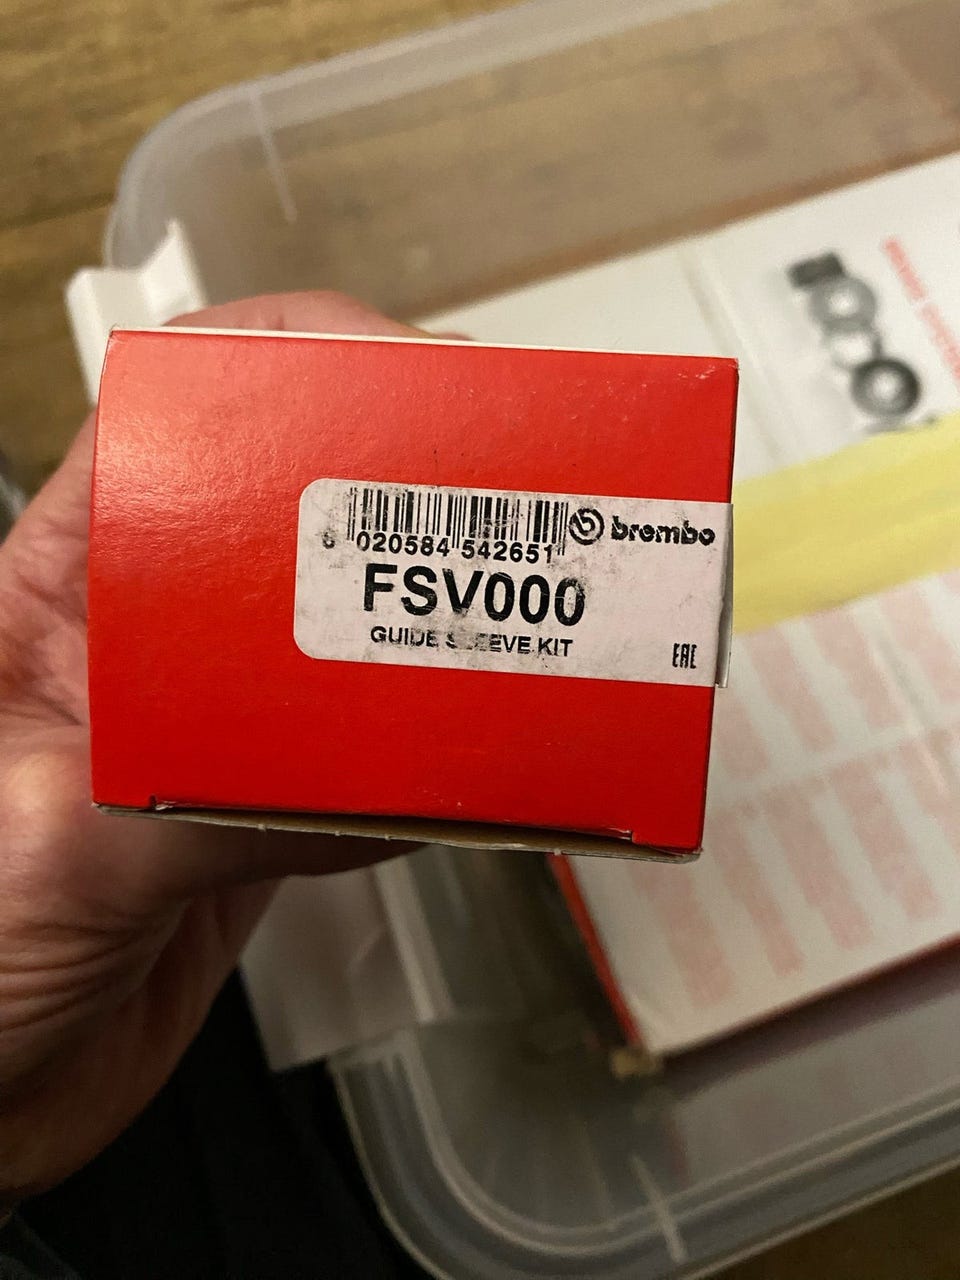 brembo
8 020584 542651
FSV000
GUIDE SLEEVE KIT
EAC